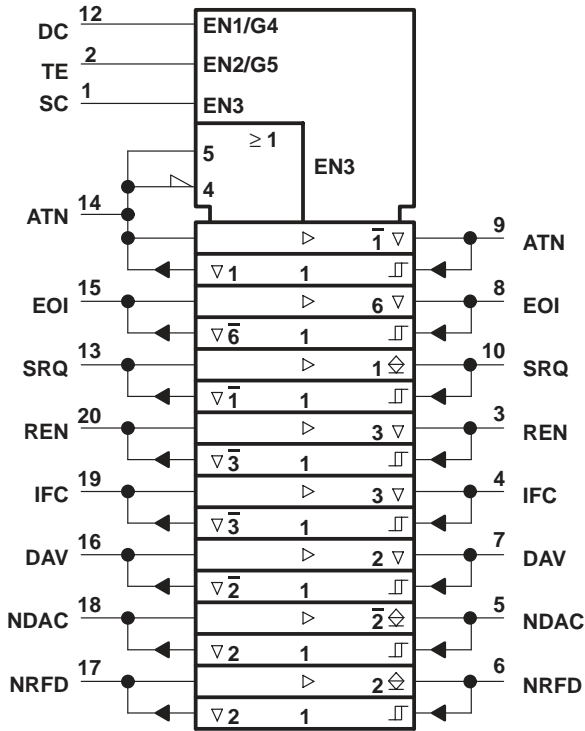 12
DC EN1/G4
2
TE EN2/G5
1
SC EN3
≥ 1
5
EN3
4
14
ATN
▷ 1̅ ▽ 9 ATN
▽ 1 1
15
EOI ▷ 6 ▽ 8 EOI
▽ 6̅ 1
13
SRQ ▷ 1 10 SRQ
▽ 1̅ 1
20
REN ▷ 3 ▽ 3 REN
▽ 3̅ 1
19
IFC ▷ 3 ▽ 4 IFC
▽ 3̅ 1
16
DAV ▷ 2 ▽ 7 DAV
▽ 2̅ 1
18
NDAC ▷ 2̅ 5 NDAC
▽ 2 1
17
NRFD ▷ 2 6 NRFD
▽ 2 1